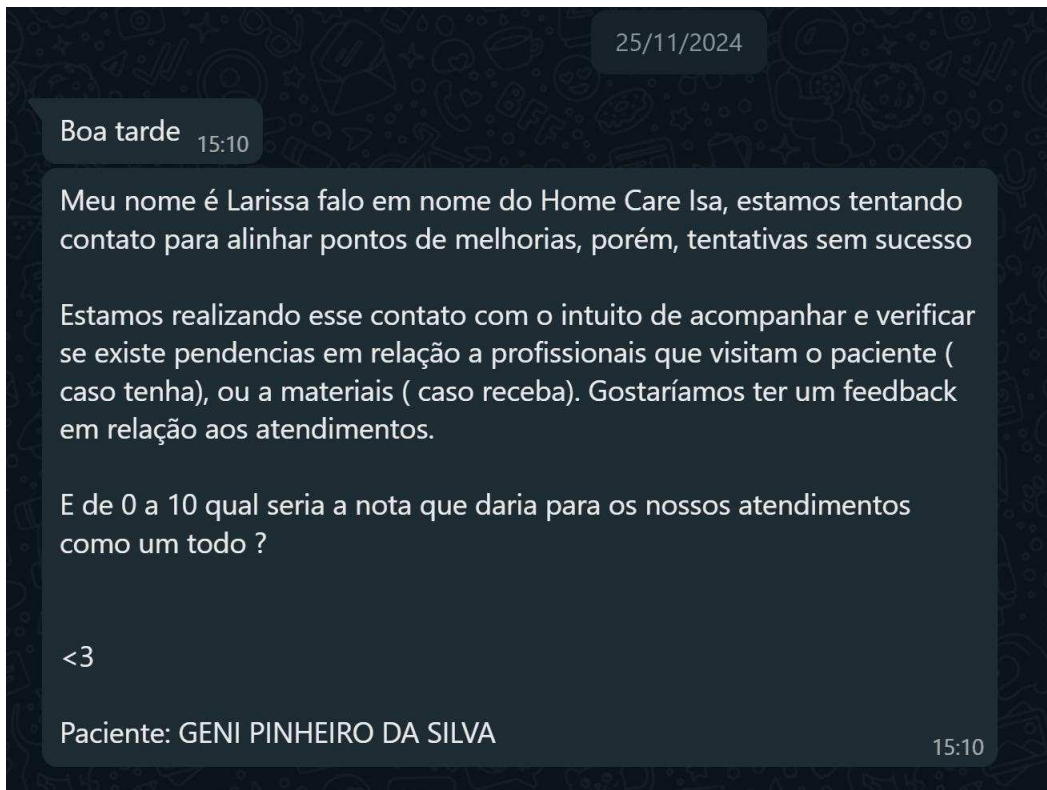 25/11/2024
Boa tarde 15:10
Meu nome é Larissa falo em nome do Home Care Isa, estamos tentando
contato para alinhar pontos de melhorias, porém, tentativas sem sucesso
Estamos realizando esse contato com o intuito de acompanhar e verificar
se existe pendencias em relação a profissionais que visitam o paciente (
caso tenha), ou a materiais ( caso receba). Gostaríamos ter um feedback
em relação aos atendimentos.
E de 0 a 10 qual seria a nota que daria para os nossos atendimentos
como um todo ?
<3
Paciente: GENI PINHEIRO DA SILVA
15:10